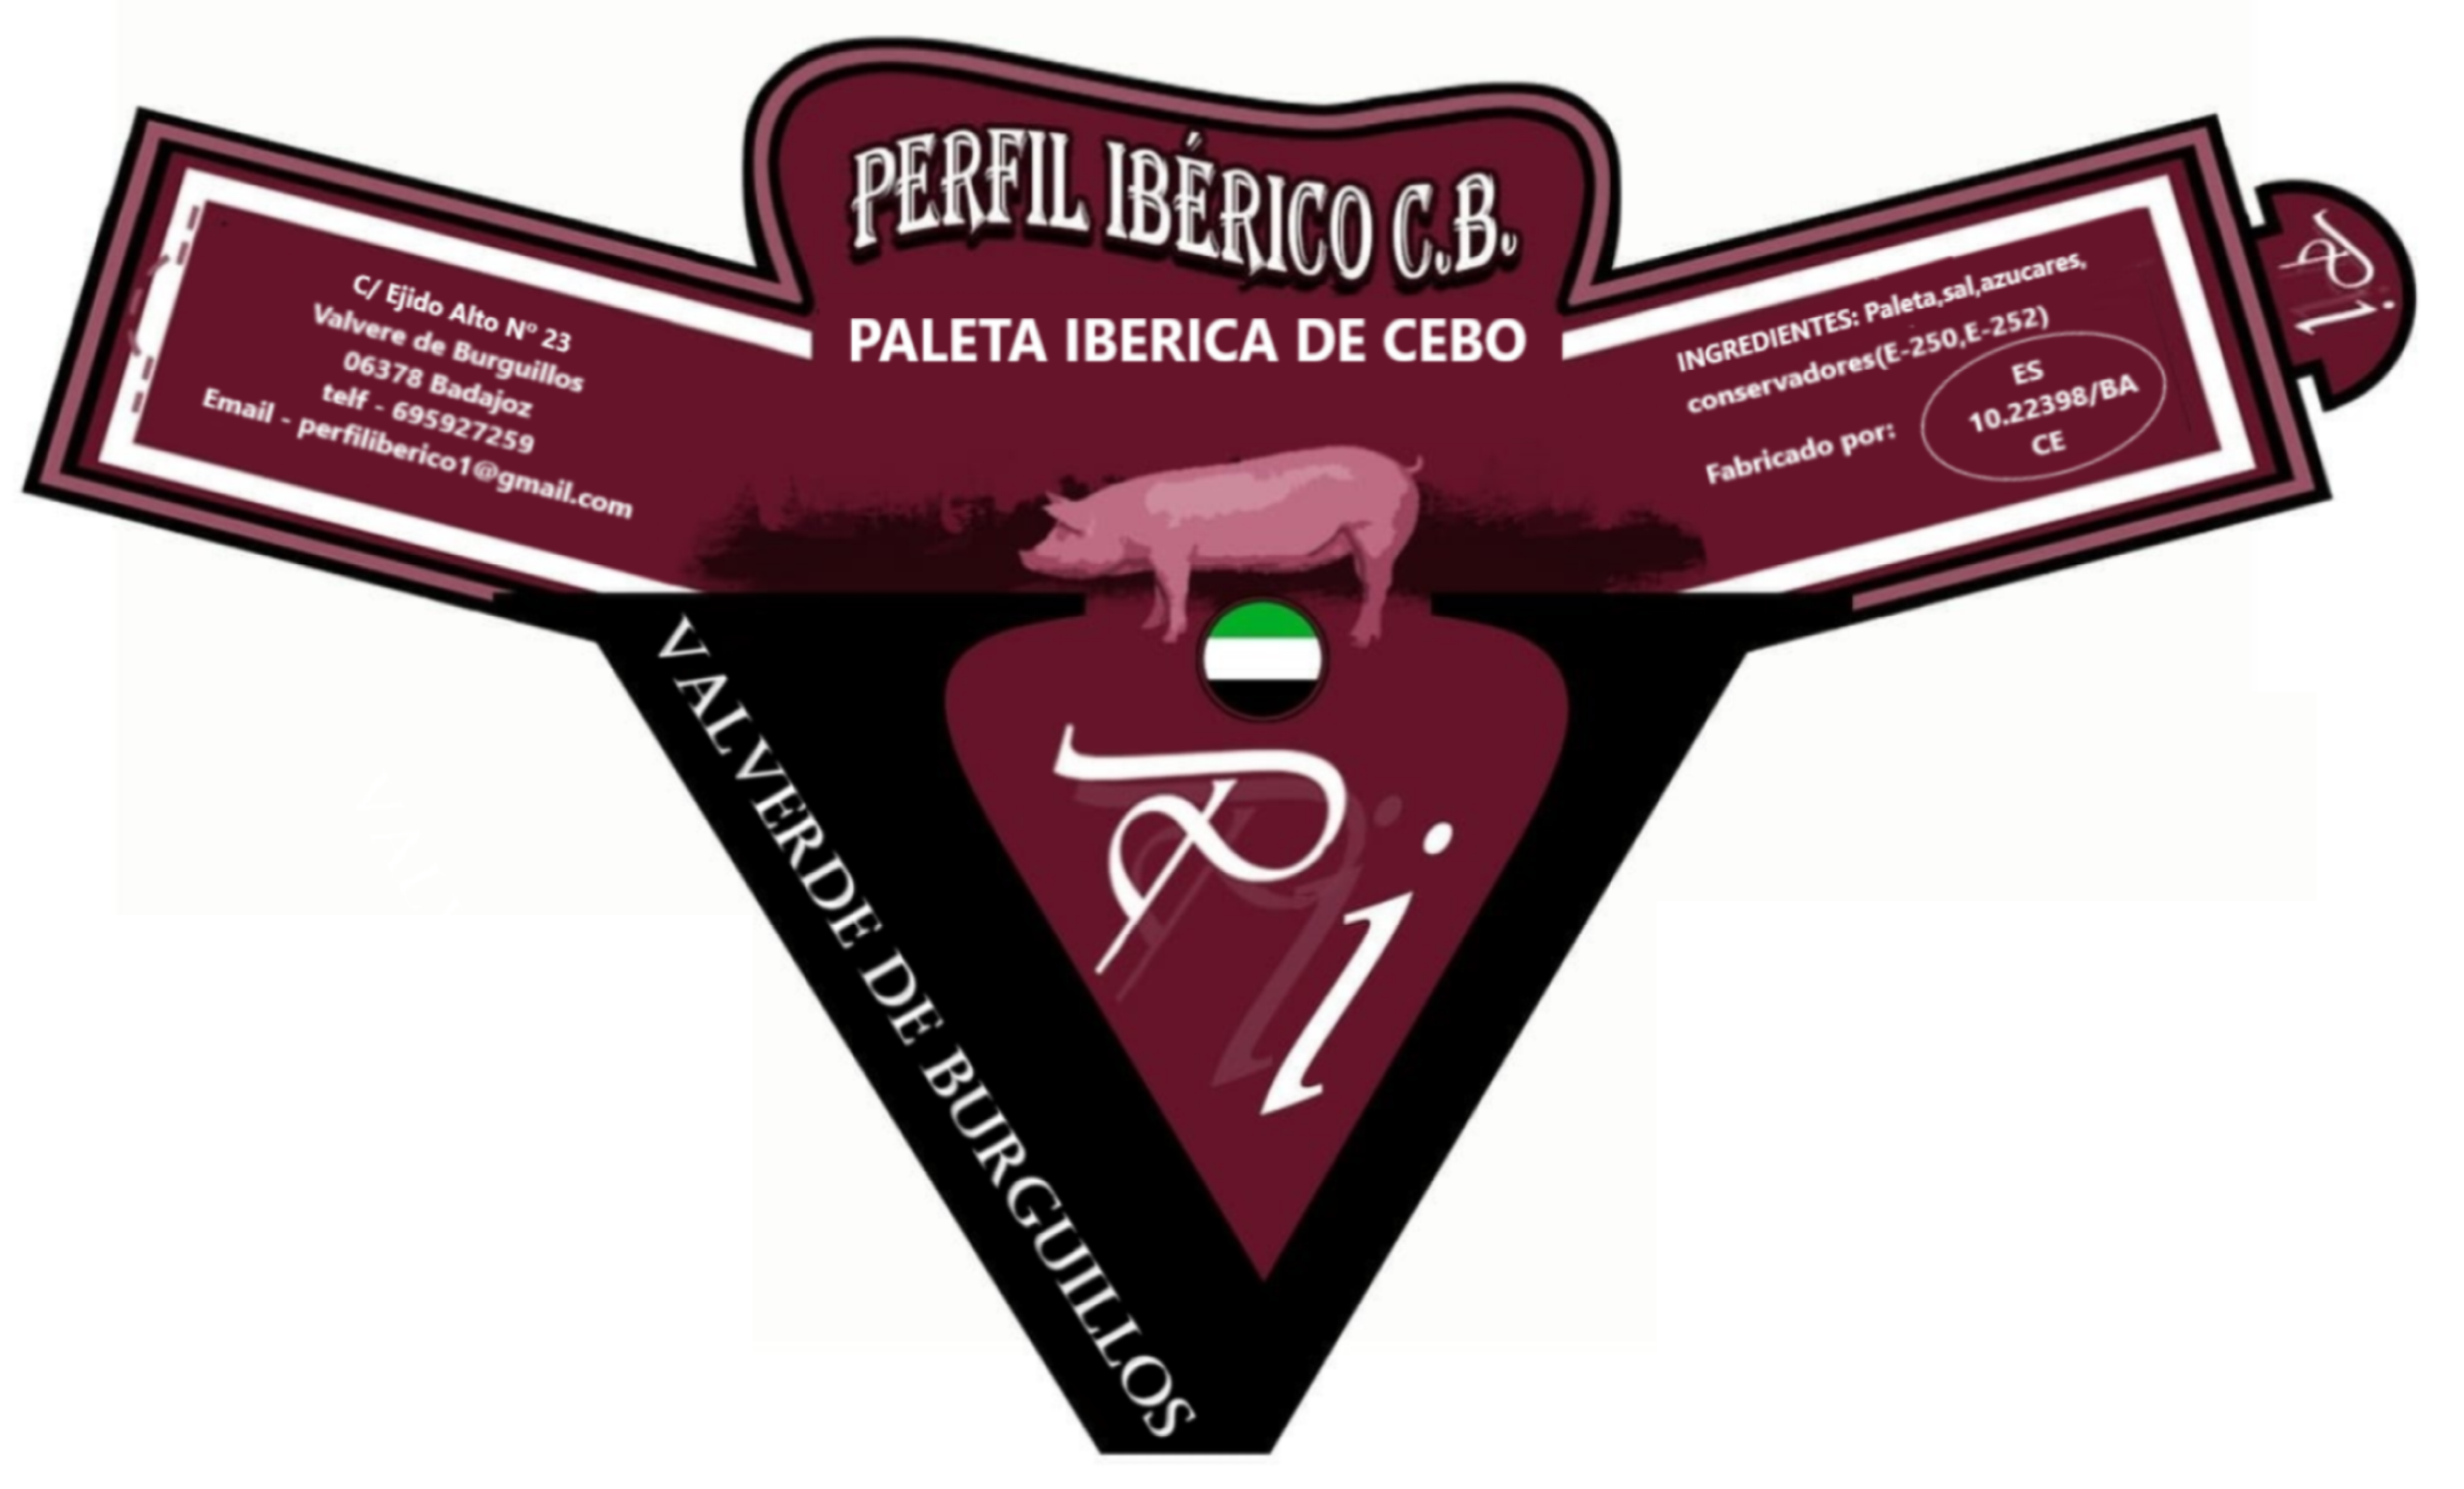 PERFIL IBÉRICO C.B.
PALETA IBERICA DE CEBO
C/ Ejido Alto Nº 23
Valvere de Burguillos
06378 Badajoz
telf - 695927259
Email - perfiliberico1@gmail.com
INGREDIENTES: Paleta,sal,azucares,
conservadores(E-250,E-252)
Fabricado por:
ES
10.22398/BA
CE
Pi
Pi
VALVERDE DE BURGUILLOS